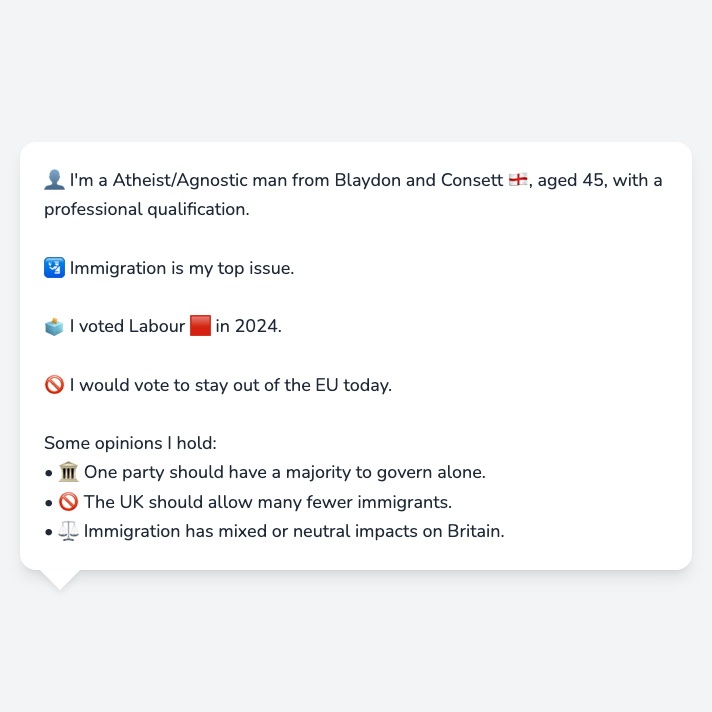 👤 I'm a Atheist/Agnostic man from Blaydon and Consett 🏴󠁧󠁢󠁥󠁮󠁧󠁿, aged 45, with a
professional qualification.
🛂 Immigration is my top issue.
🗳️ I voted Labour 🟥 in 2024.
🚫 I would vote to stay out of the EU today.
Some opinions I hold:
• 🏛️ One party should have a majority to govern alone.
• 🚫 The UK should allow many fewer immigrants.
• ⚖️ Immigration has mixed or neutral impacts on Britain.